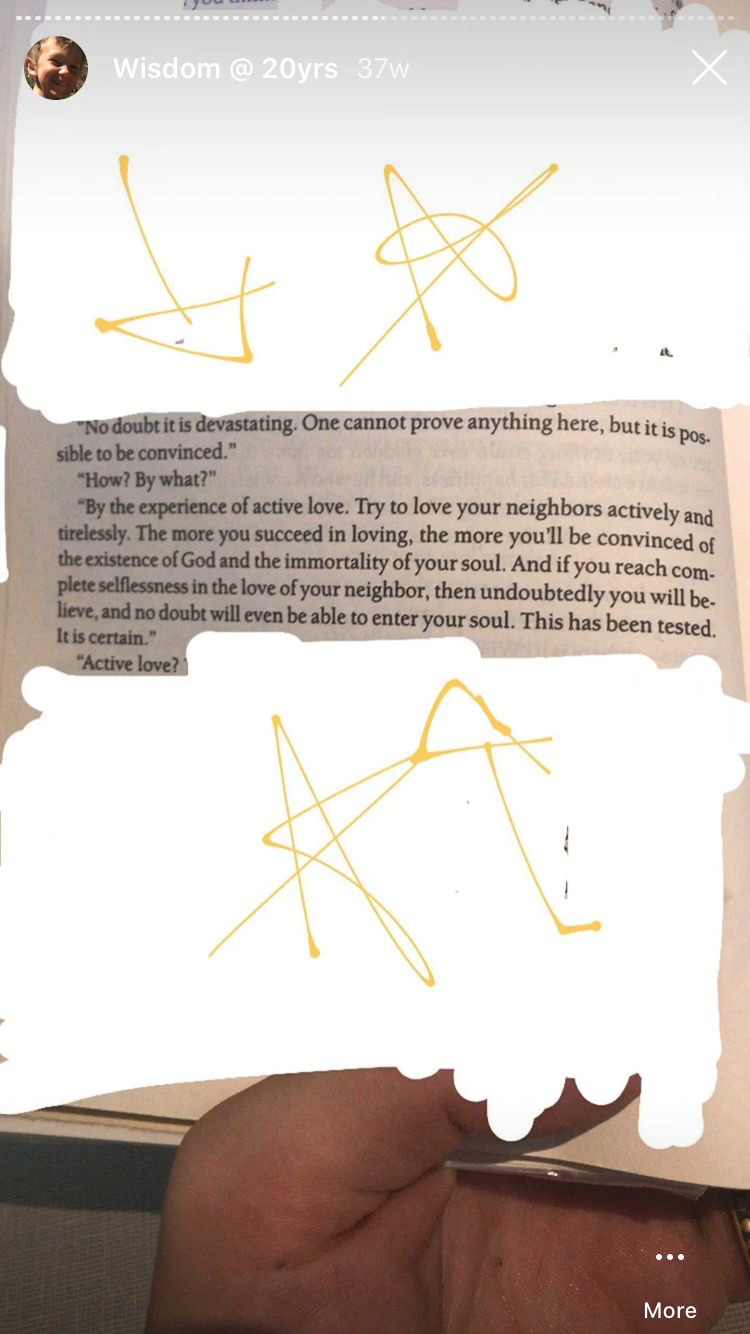 Wisdom @ 20yrs 37w
"No doubt it is devastating. One cannot prove anything here, but it is pos-
sible to be convinced."
"How? By what?"
"By the experience of active love. Try to love your neighbors actively and
tirelessly. The more you succeed in loving, the more you'll be convinced of
the existence of God and the immortality of your soul. And if you reach com-
plete selflessness in the love of your neighbor, then undoubtedly you will be-
lieve, and no doubt will even be able to enter your soul. This has been tested.
It is certain."
"Active love?
More